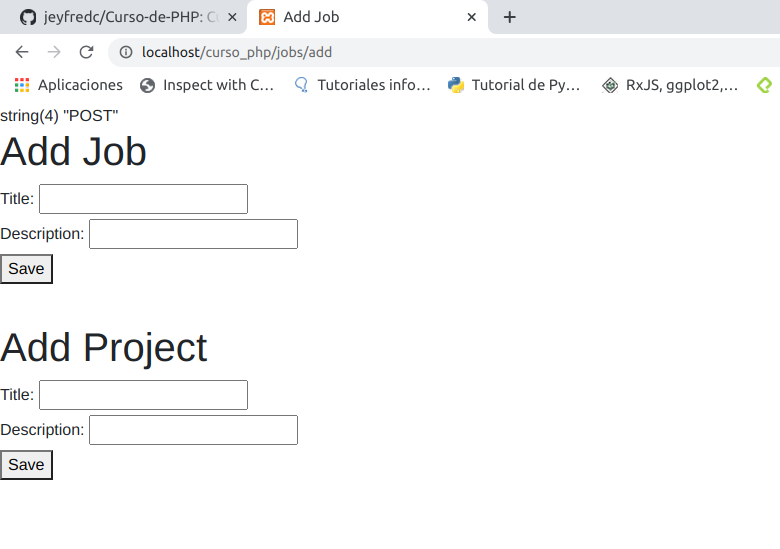 jeyfredc/Curso-de-PHP: Cu
Add Job
localhost/curso_php/jobs/add
Aplicaciones Inspect with C… Tutoriales info… Tutorial de Py… RxJS, ggplot2,…
string(4) "POST"
Add Job
Title:
Description:
Save
Add Project
Title:
Description:
Save